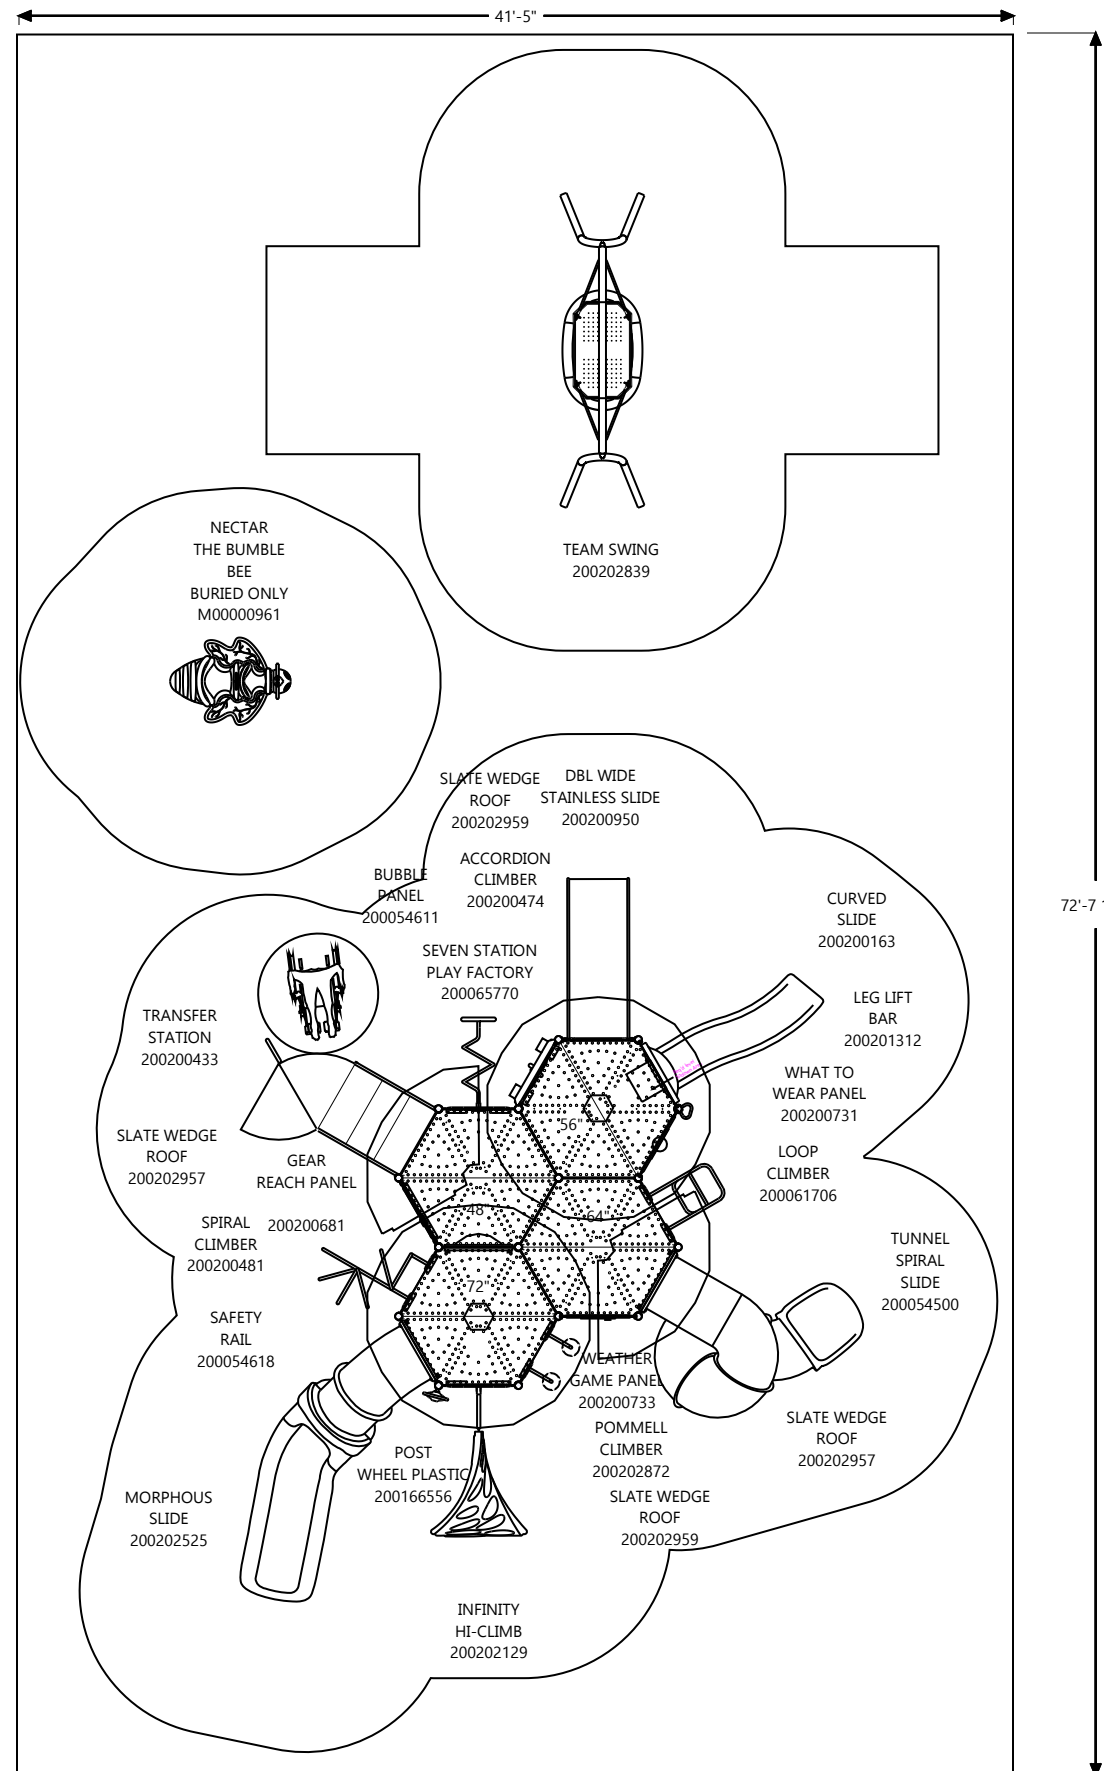 41'-5"
TEAM SWING
200202839
NECTAR
THE BUMBLE
BEE
BURIED ONLY
M00000961
SLATE WEDGE
ROOF
200202959
DBL WIDE
STAINLESS SLIDE
200200950
BUBBLE
PANEL
200054611
ACCORDION
CLIMBER
200200474
CURVED
SLIDE
200200163
72'-7
SEVEN STATION
PLAY FACTORY
200065770
TRANSFER
STATION
200200433
LEG LIFT
BAR
200201312
WHAT TO
WEAR PANEL
200200731
56"
SLATE WEDGE
ROOF
200202957
GEAR
REACH PANEL
200200681
LOOP
CLIMBER
200061706
48"
64"
SPIRAL
CLIMBER
200200481
TUNNEL
SPIRAL
SLIDE
200054500
72"
SAFETY
RAIL
200054618
WEATHER
GAME PANEL
200200733
POMMELL
CLIMBER
200202872
SLATE WEDGE
ROOF
200202957
POST
WHEEL PLASTIC
200166556
MORPHOUS
SLIDE
200202525
SLATE WEDGE
ROOF
200202959
INFINITY
HI-CLIMB
200202129